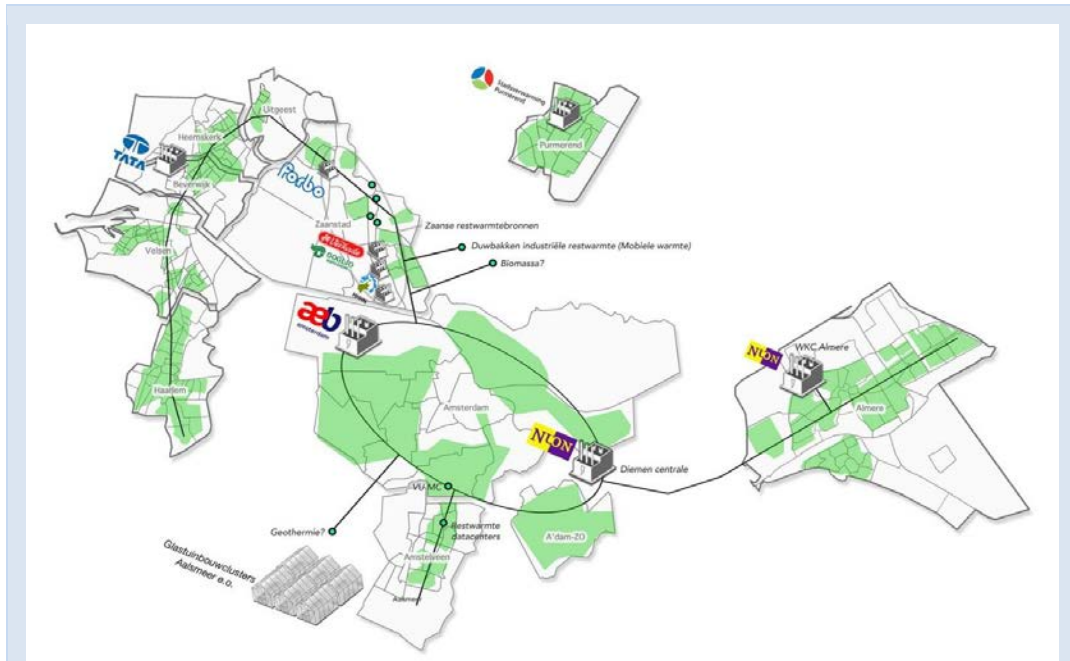 Stadsverwarming
Purmerend
Purmerend
Uitgeest
Heemskerk
TATA
Beverwijk
forbo
Zaanstad
Zaanse restwarmtebronnen
Verkade
Duwbakken industriële restwarmte (Mobiele warmte)
Velsen
Biomassa?
aeb
amsterdam
WKC Almere
NUON
Haarlem
Amsterdam
Almere
NUON
Diemen centrale
VU-MC
Geothermie?
Restwarmte
datacenters
A'dam-ZO
Glastuinbouwclusters
Aalsmeer e.o.
Amstelveen
Aalsmeer